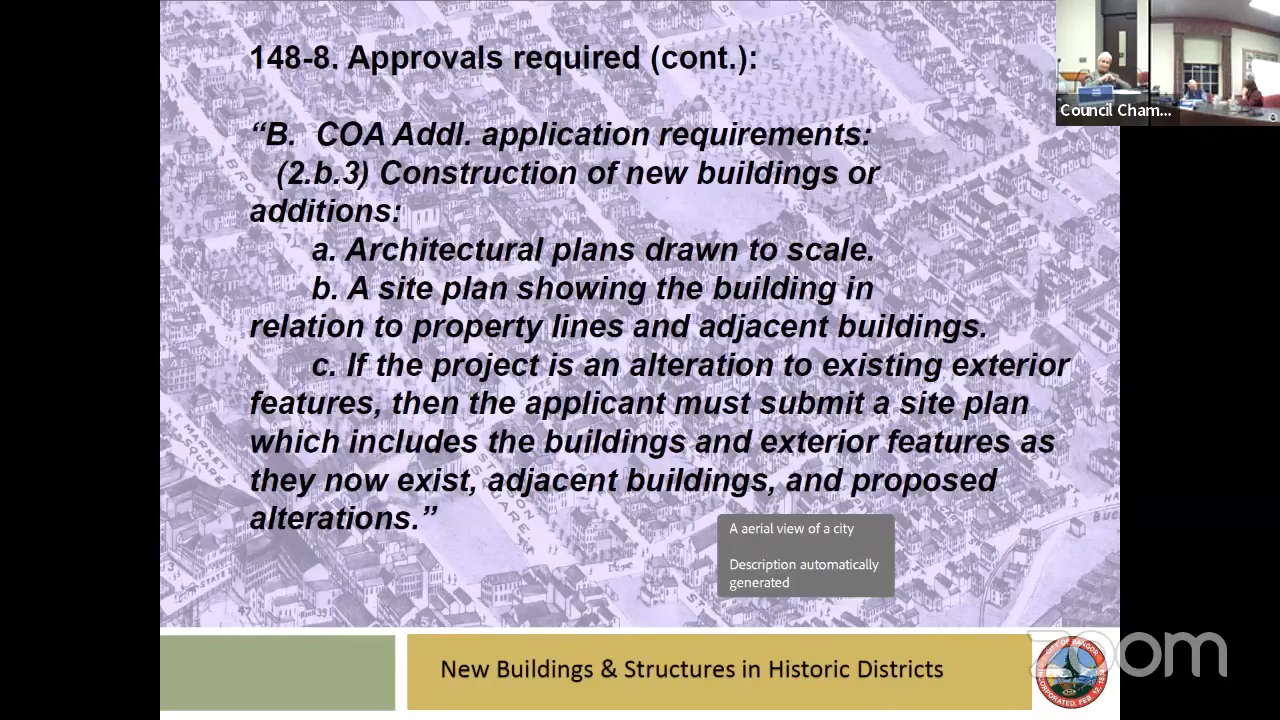 148-8. Approvals required (cont.):
“B. COA Addl. application requirements:
(2.b.3) Construction of new buildings or
additions:
a. Architectural plans drawn to scale.
b. A site plan showing the building in
relation to property lines and adjacent buildings.
c. If the project is an alteration to existing exterior
features, then the applicant must submit a site plan
which includes the buildings and exterior features as
they now exist, adjacent buildings, and proposed
alterations.”
A aerial view of a city
Description automatically
generated
New Buildings & Structures in Historic Districts
Council Cham...
zoom